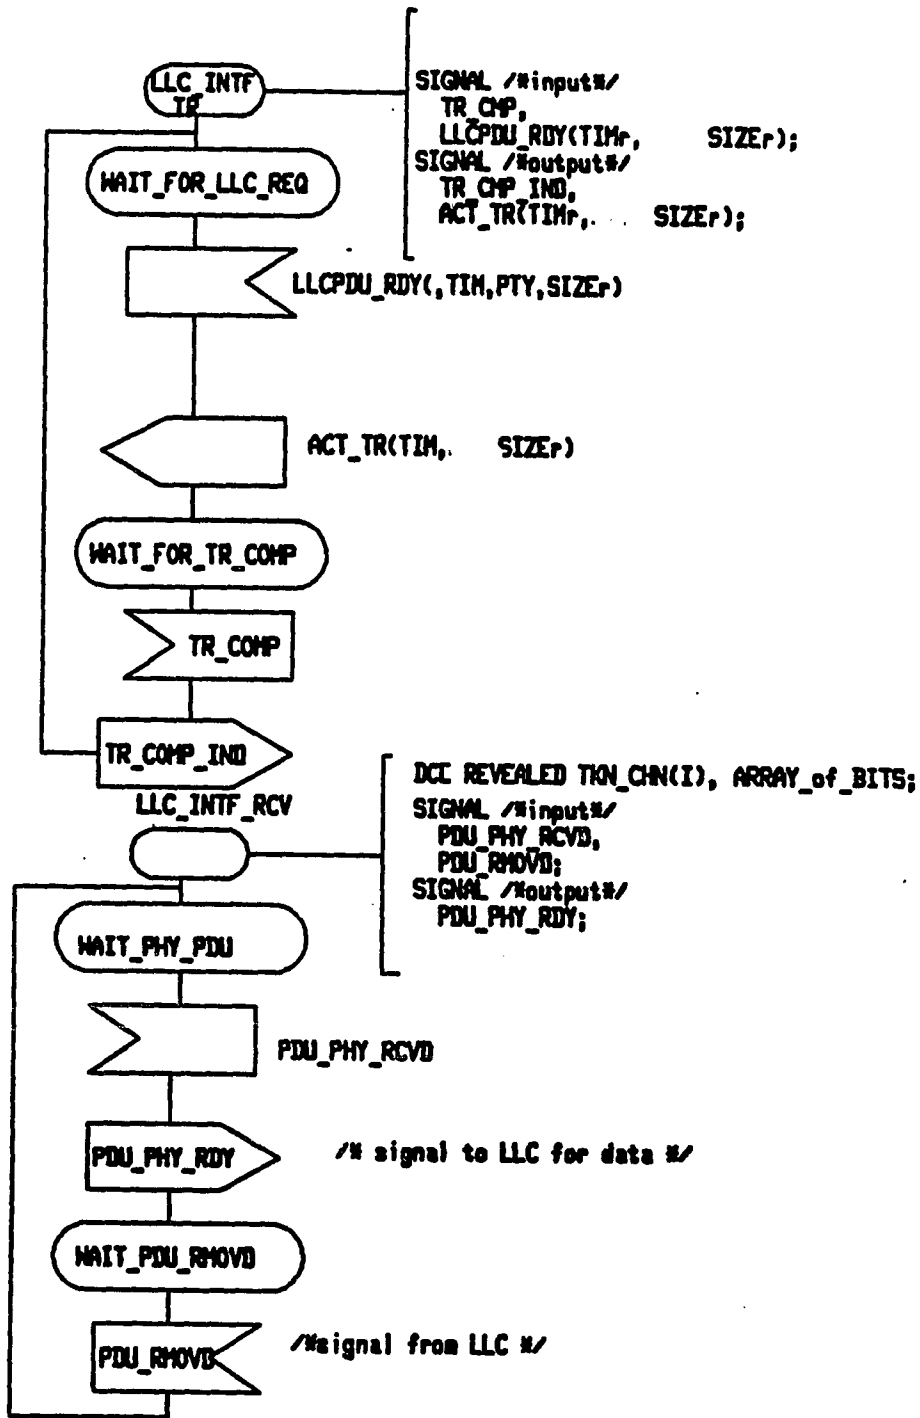 LLC_INTF
TR
SIGNAL /*input*/
TR_CMP,
LLCPDU_RDY(TIMr, SIZEr);
SIGNAL /*output*/
TR_CMP_IND,
ACT_TR(TIMr, SIZEr);
WAIT_FOR_LLC_REQ
LLCPDU_RDY(,TIM,PTY,SIZEr)
ACT_TR(TIM, SIZEr)
WAIT_FOR_TR_COMP
TR_COMP
TR_COMP_IND
LLC_INTF_RCV
DCL REVEALED TKN_CHN(I), ARRAY_of_BITS;
SIGNAL /*input*/
PDU_PHY_RCVD,
PDU_RMOVD;
SIGNAL /*output*/
PDU_PHY_RDY;
WAIT_PHY_PDU
PDU_PHY_RCVD
PDU_PHY_RDY
/* signal to LLC for data */
WAIT_PDU_RMOVD
PDU_RMOVD
/*signal from LLC */